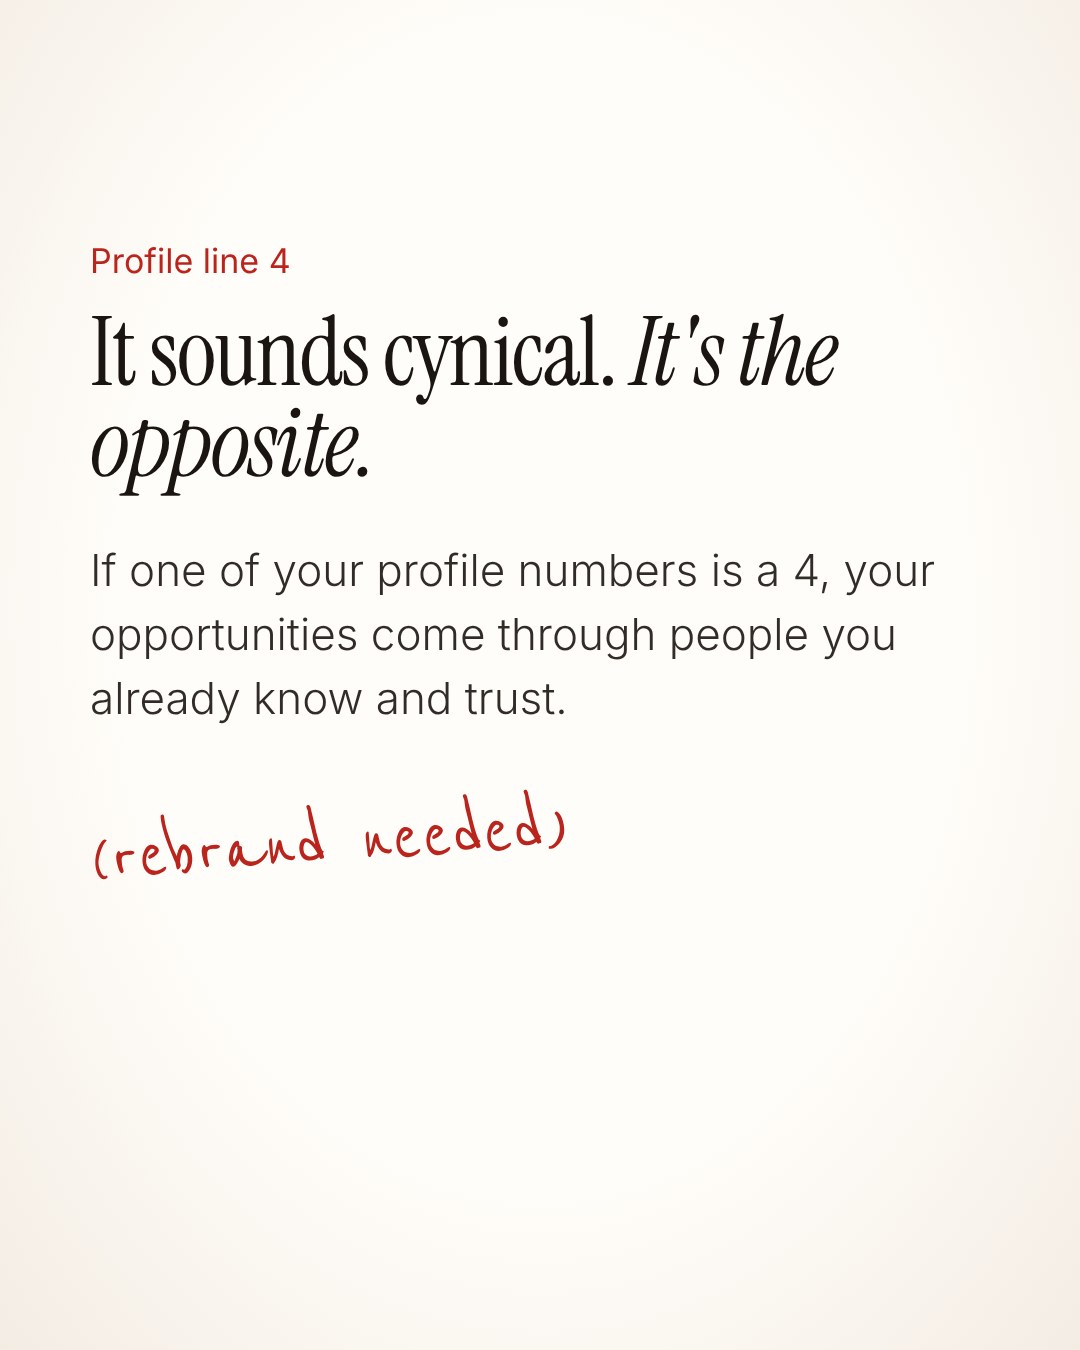 Profile line 4
It sounds cynical. It's the
opposite.
If one of your profile numbers is a 4, your
opportunities come through people you
already know and trust.
(rebrand needed)